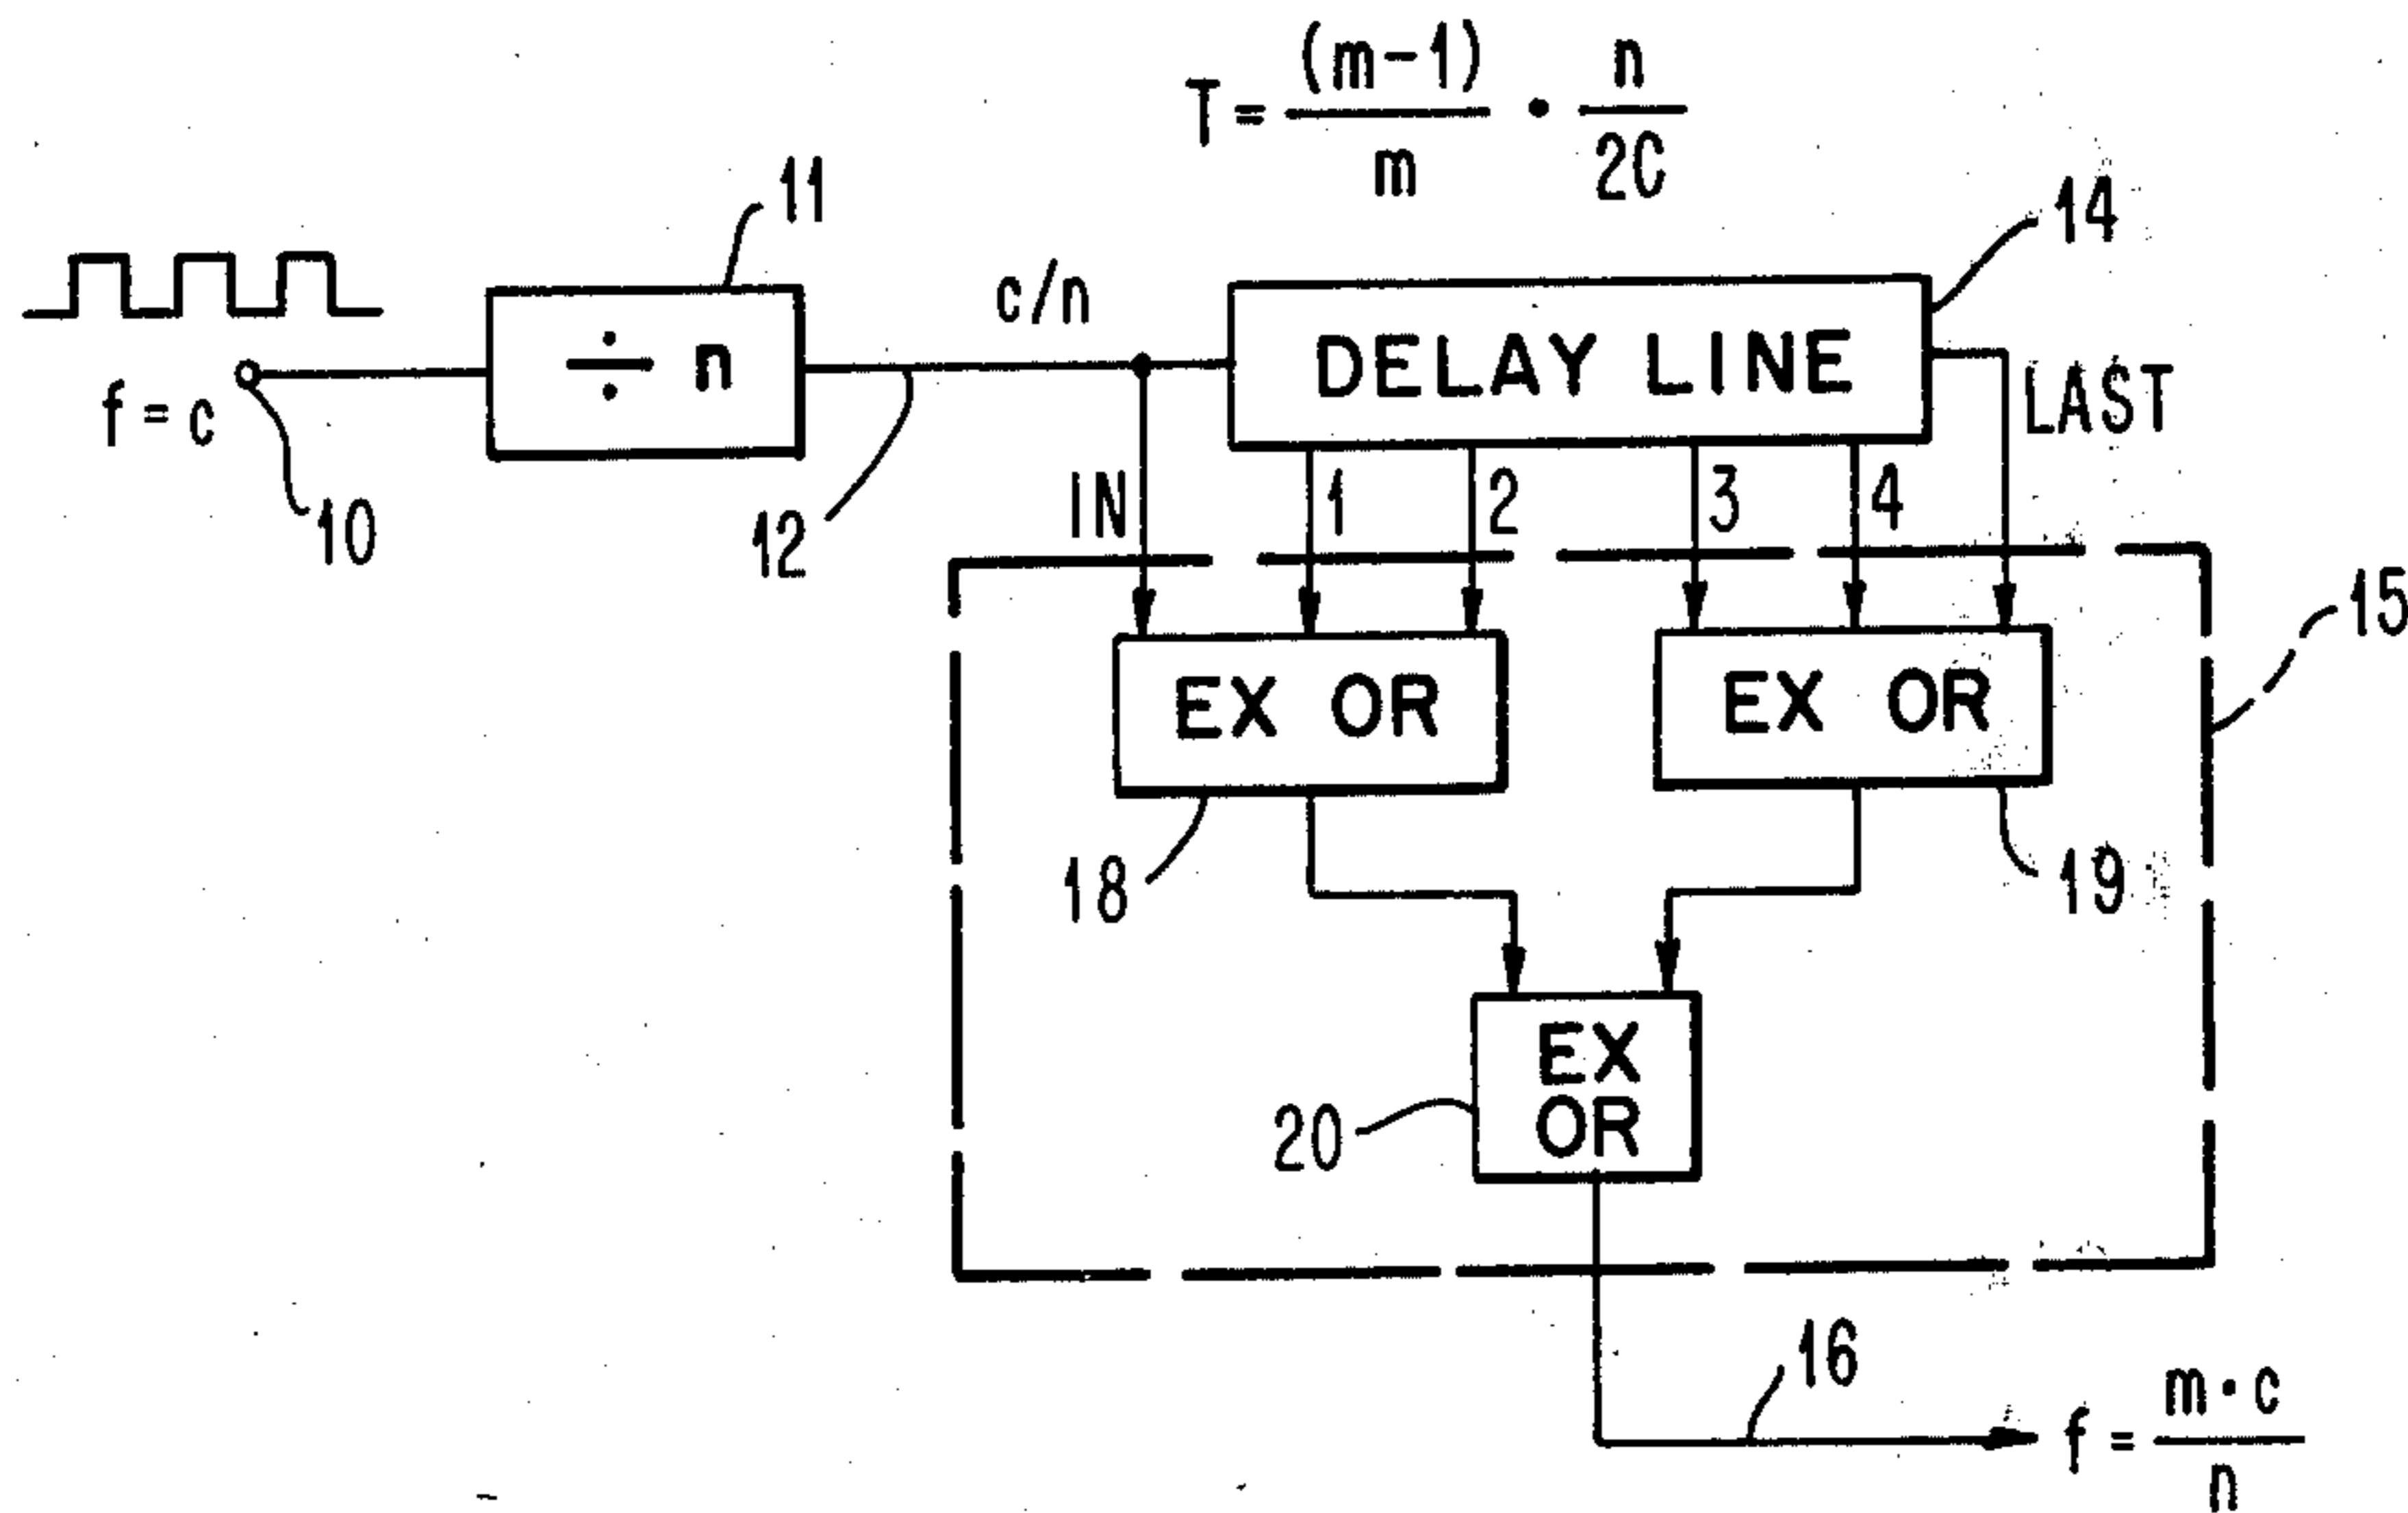 T = (m-1)/m • n/2C
11
14
c/n
÷ n
DELAY LINE
LAST
f = c
10
12
IN
1
2
3
4
15
EX OR
EX OR
18
19
EX
OR
20
16
f = m•c/n